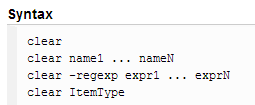 Syntax
clear
clear name1 ... nameN
clear -regexp expr1 ... exprN
clear ItemType